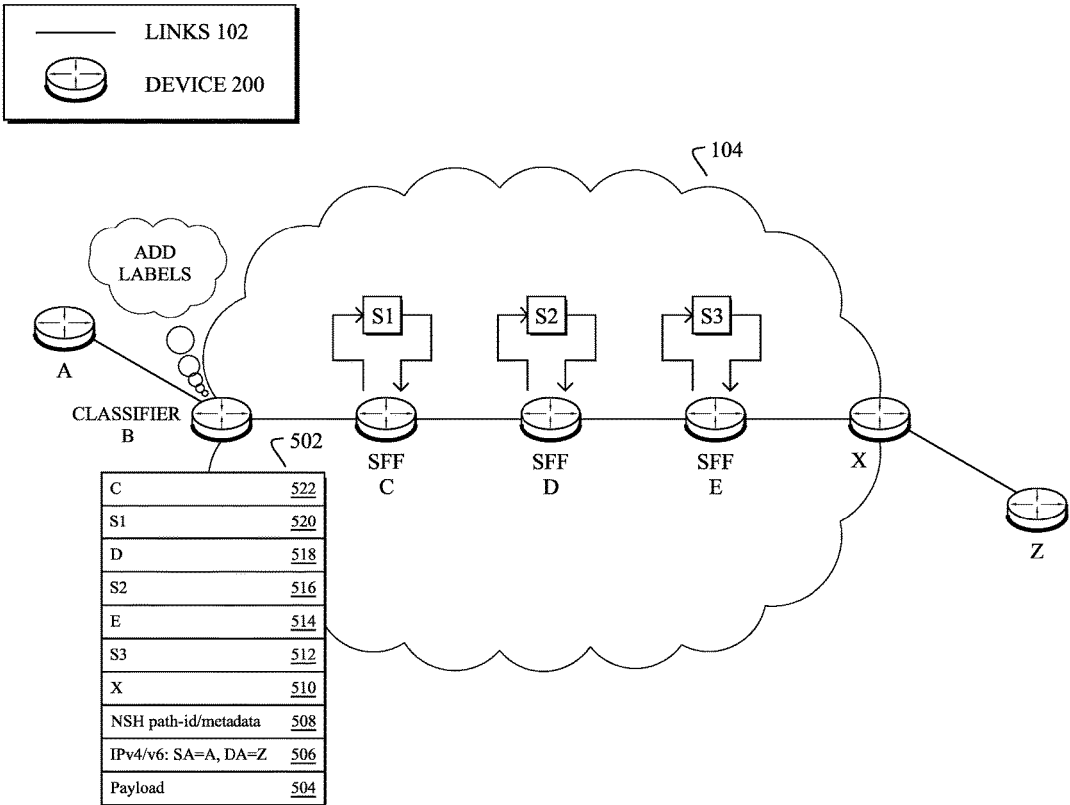 LINKS 102
DEVICE 200
104
ADD
LABELS
S1
S2
S3
A
CLASSIFIER
B
SFF
C
SFF
D
SFF
E
X
Z
502
C 522
S1 520
D 518
S2 516
E 514
S3 512
X 510
NSH path-id/metadata 508
IPv4/v6: SA=A, DA=Z 506
Payload 504